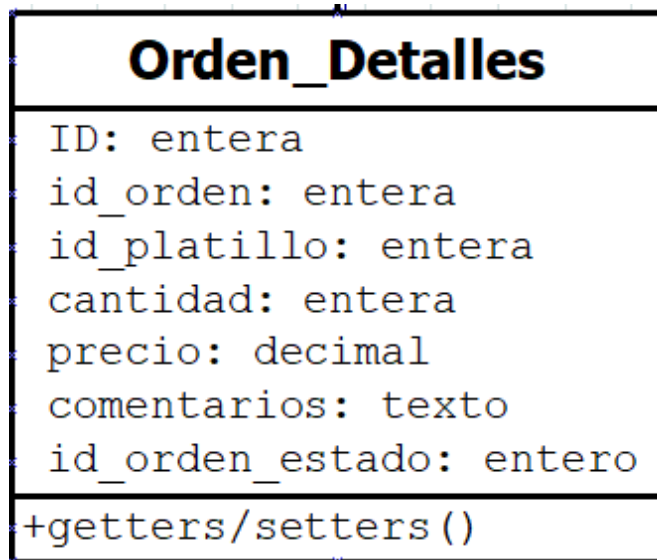 Orden_Detalles
ID: entera
id_orden: entera
id_platillo: entera
cantidad: entera
precio: decimal
comentarios: texto
id_orden_estado: entero
+getters/setters()